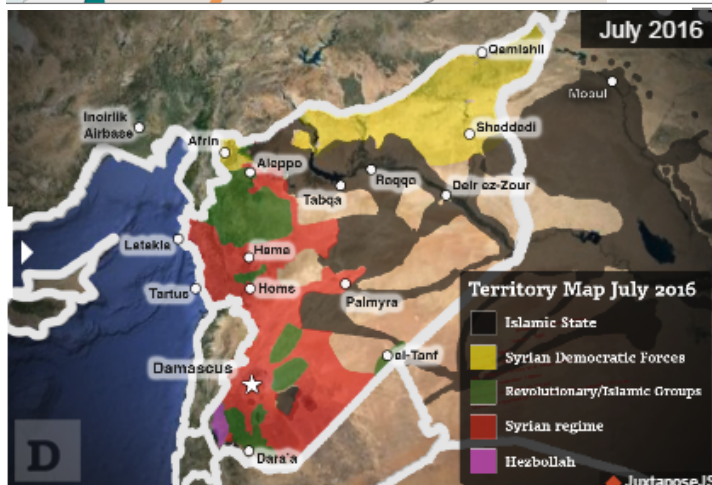 July 2016
Qamishli
Mosul
Incirlik
Airbase
Afrin
Shaddadi
Aleppo
Raqqa
Tabqa
Deir ez-Zour
Latakia
Hama
Tartus
Homs
Palmyra
Territory Map July 2016
Islamic State
al-Tanf
Syrian Democratic Forces
Damascus
Revolutionary/Islamic Groups
Syrian regime
Hezbollah
Dara'a
D
JuxtaposeJS